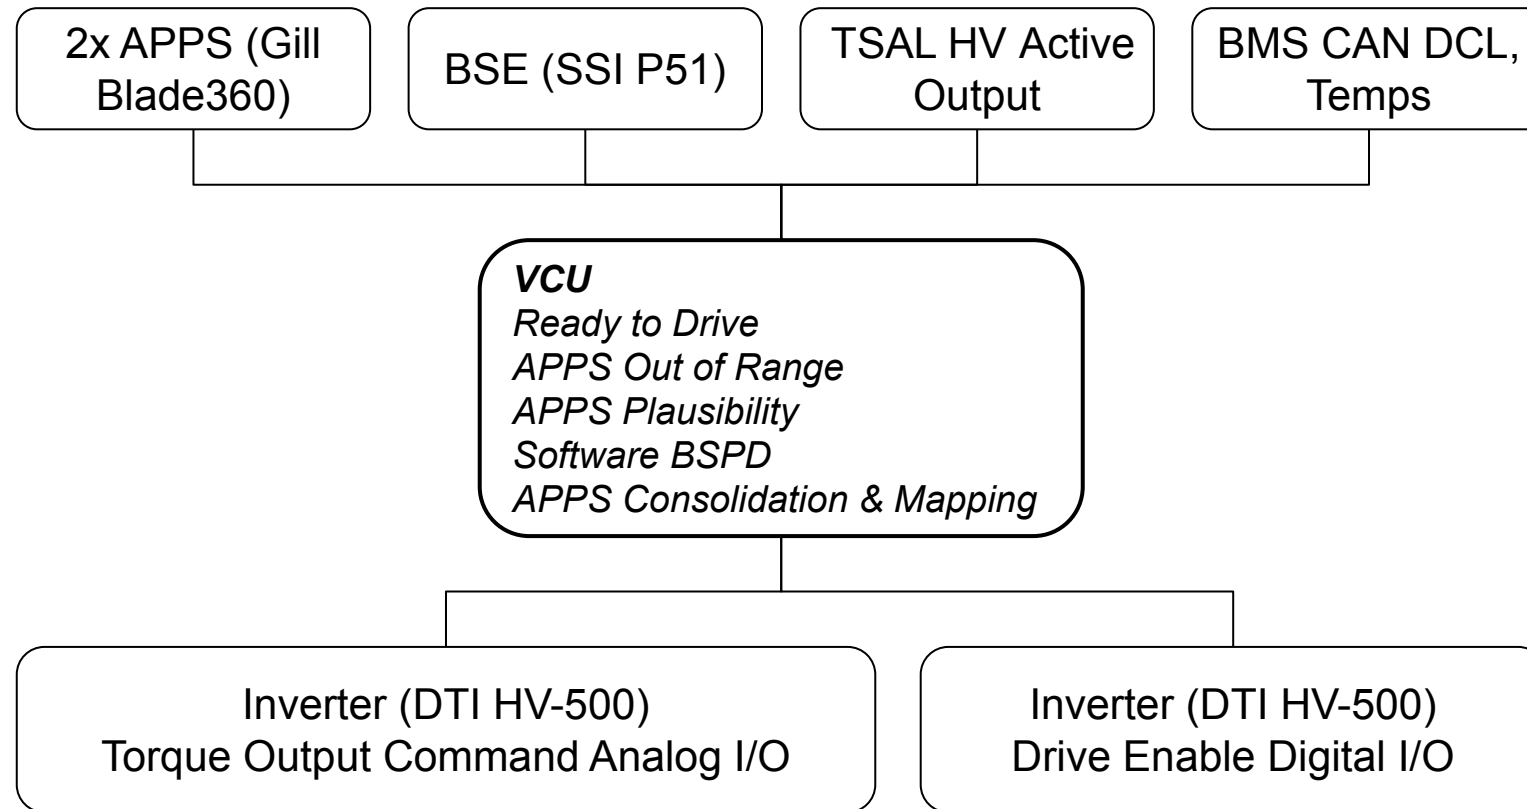 2x APPS (Gill
Blade360)
BSE (SSI P51)
TSAL HV Active
Output
BMS CAN DCL,
Temps
VCU
Ready to Drive
APPS Out of Range
APPS Plausibility
Software BSPD
APPS Consolidation & Mapping
Inverter (DTI HV-500)
Torque Output Command Analog I/O
Inverter (DTI HV-500)
Drive Enable Digital I/O